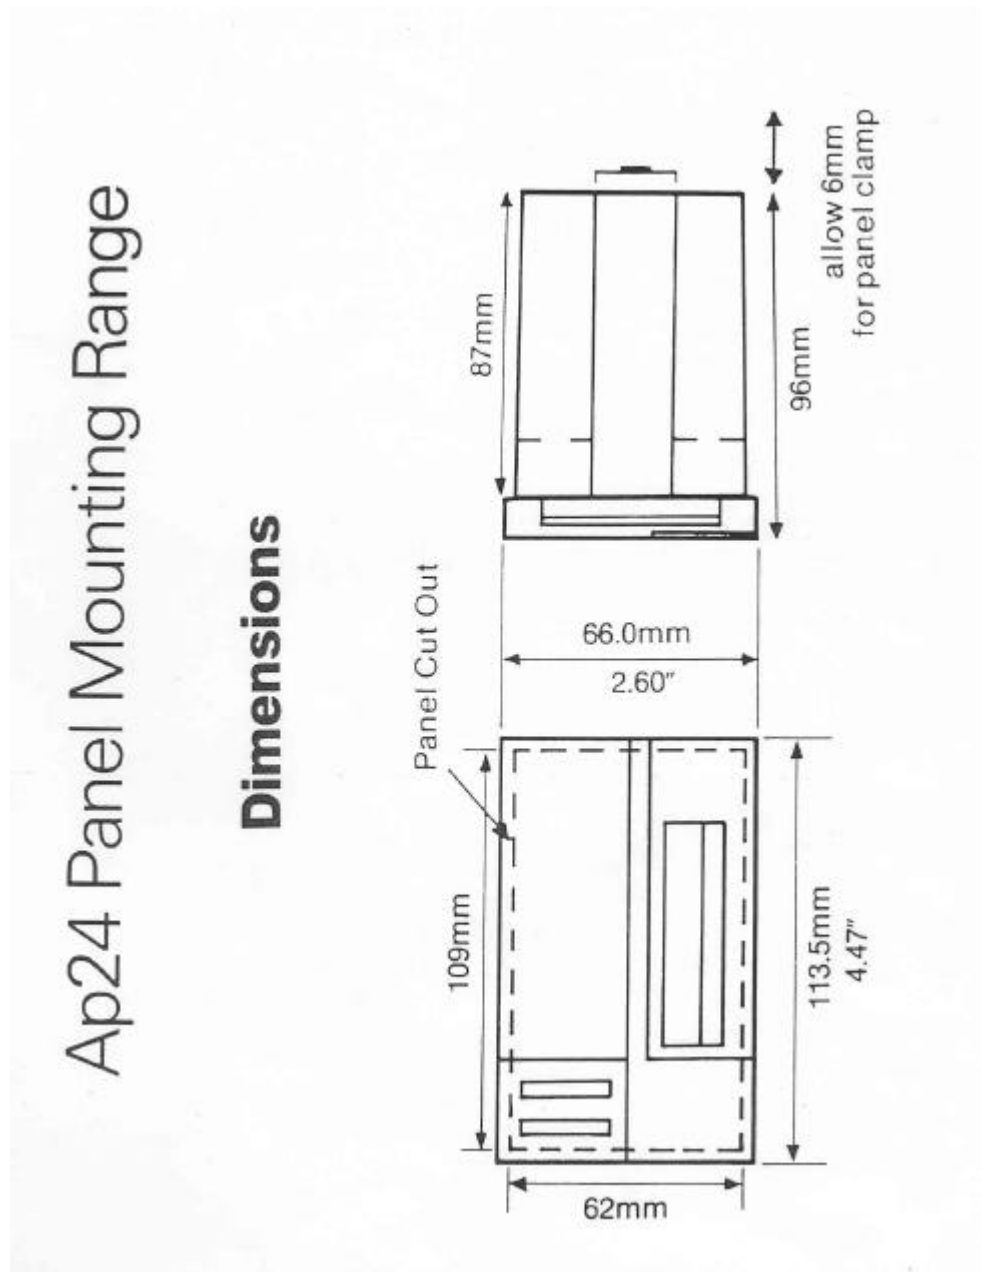 Ap24 Panel Mounting Range
Dimensions
Panel Cut Out
109mm
62mm
113.5mm
4.47"
66.0mm
2.60"
87mm
96mm
allow 6mm
for panel clamp